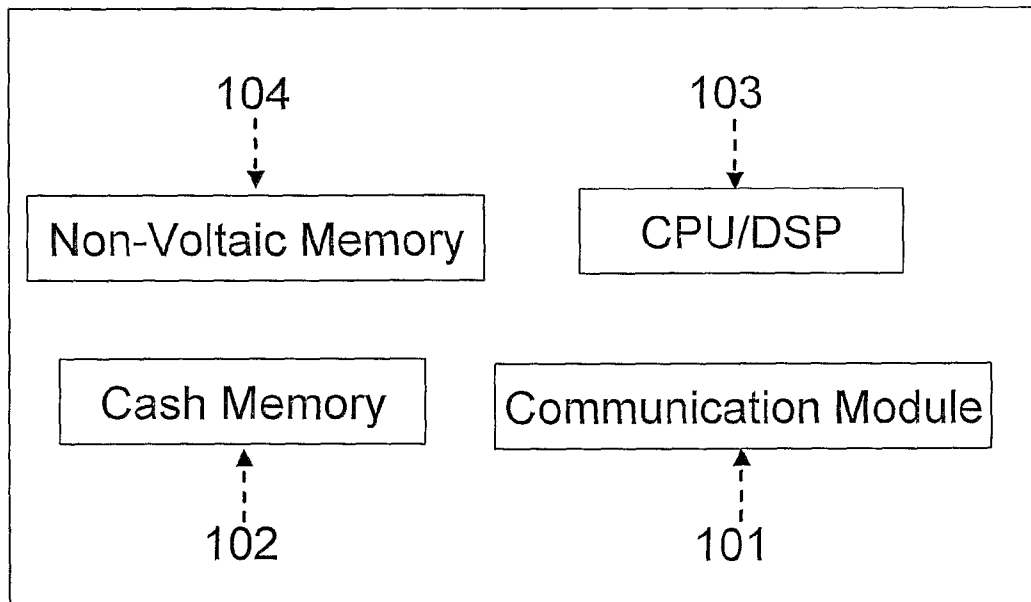 104
103
Non-Voltaic Memory
CPU/DSP
Cash Memory
Communication Module
102
101